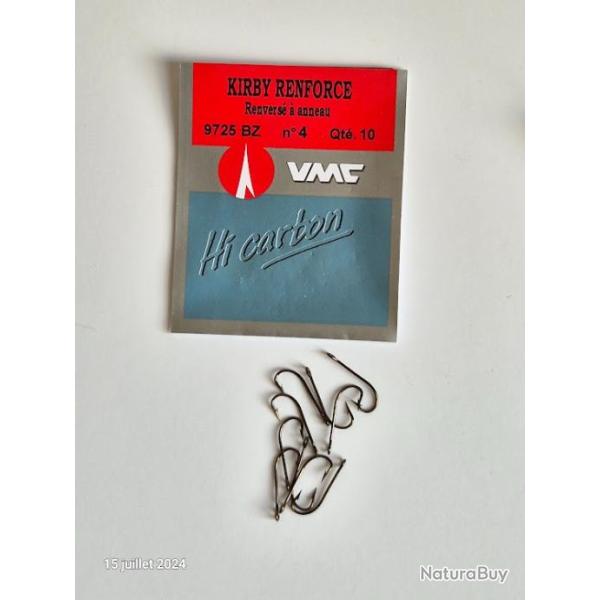 KIRBY RENFORCE
Renversé à anneau
9725 BZ n° 4 Qté. 10
VMC
Hi carbon
15 juillet 2024
NaturaBuy